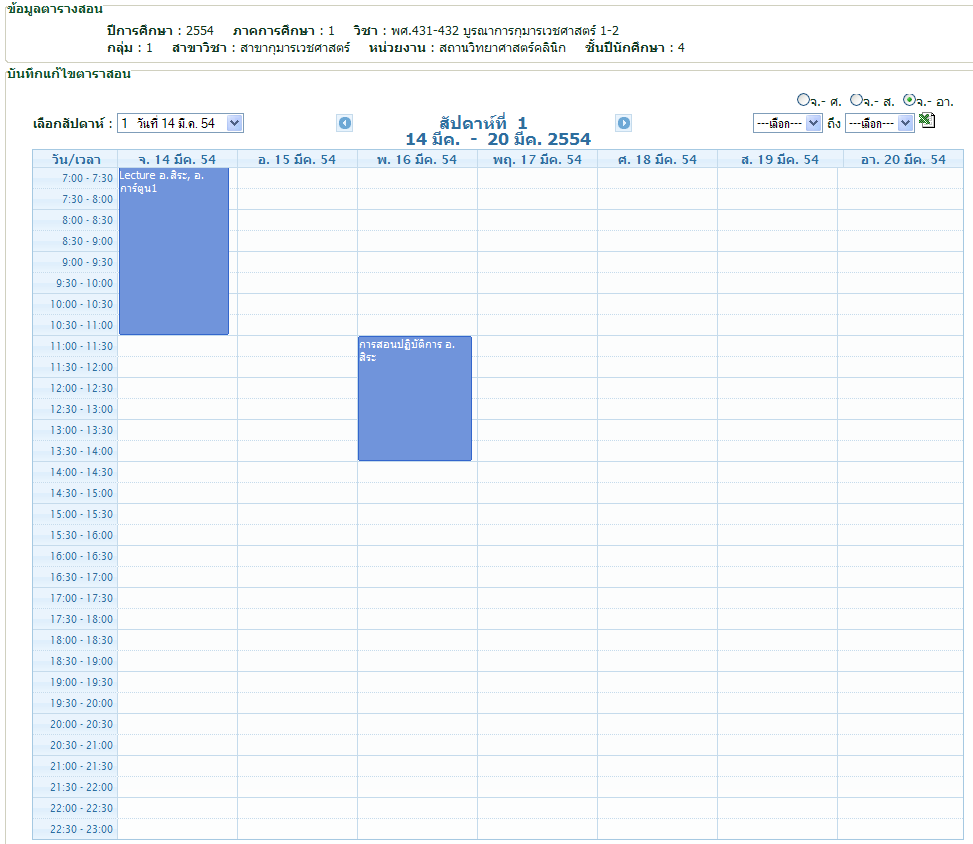 ข้อมูลตารางสอน
ปีการศึกษา : 2554 ภาคการศึกษา : 1 วิชา : พศ.431-432 บูรณาการกุมารเวชศาสตร์ 1-2
กลุ่ม : 1 สาขาวิชา : สาขากุมารเวชศาสตร์ หน่วยงาน : สถานวิทยาศาสตร์คลินิก ชั้นปีนักศึกษา : 4
บันทึกแก้ไขตาราสอน
จ.- ศ. จ.- ส. จ.- อา.
เลือกสัปดาห์ : 1 วันที่ 14 มี.ค. 54 สัปดาห์ที่ 1 ---เลือก--- ถึง ---เลือก---
14 มีค. - 20 มีค. 2554
วัน/เวลา จ. 14 มีค. 54 อ. 15 มีค. 54 พ. 16 มีค. 54 พฤ. 17 มีค. 54 ศ. 18 มีค. 54 ส. 19 มีค. 54 อา. 20 มีค. 54
7:00 - 7:30 Lecture อ.สิระ, อ.
การ์ตูน1
7:30 - 8:00
8:00 - 8:30
8:30 - 9:00
9:00 - 9:30
9:30 - 10:00
10:00 - 10:30
10:30 - 11:00
11:00 - 11:30 การสอนปฏิบัติการ อ.
สิระ
11:30 - 12:00
12:00 - 12:30
12:30 - 13:00
13:00 - 13:30
13:30 - 14:00
14:00 - 14:30
14:30 - 15:00
15:00 - 15:30
15:30 - 16:00
16:00 - 16:30
16:30 - 17:00
17:00 - 17:30
17:30 - 18:00
18:00 - 18:30
18:30 - 19:00
19:00 - 19:30
19:30 - 20:00
20:00 - 20:30
20:30 - 21:00
21:00 - 21:30
21:30 - 22:00
22:00 - 22:30
22:30 - 23:00